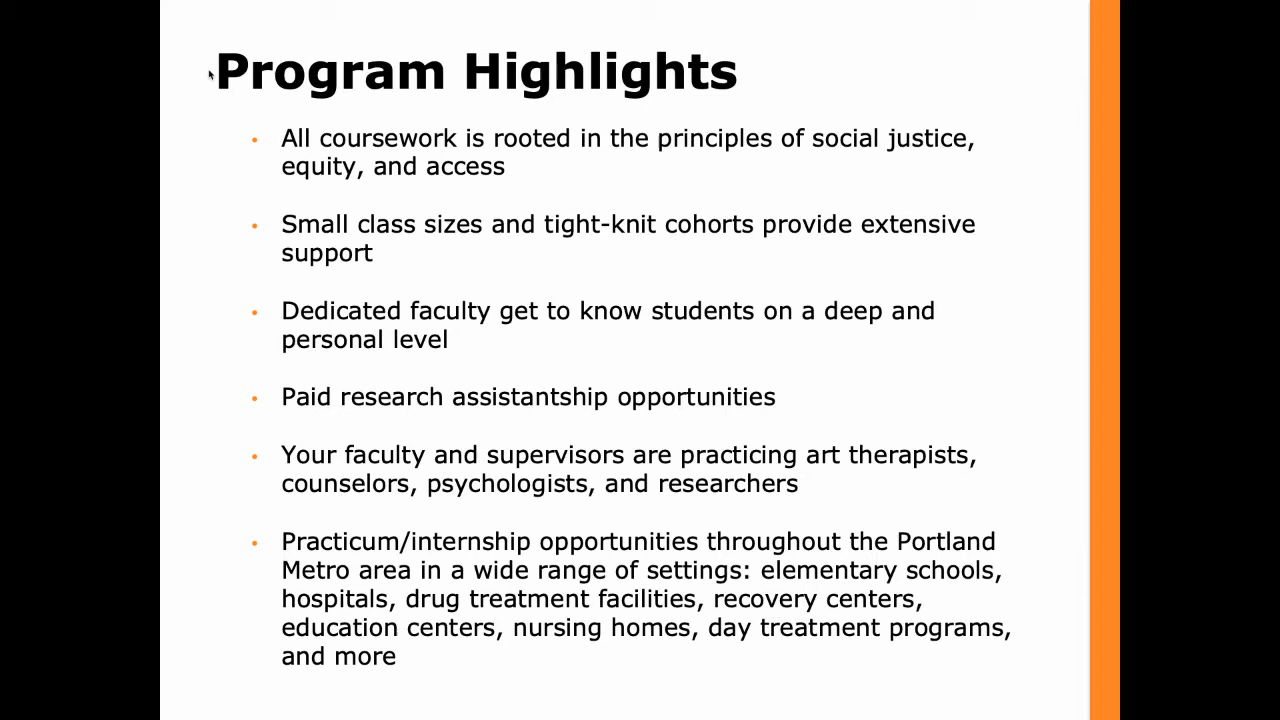 Program Highlights
• All coursework is rooted in the principles of social justice,
equity, and access
• Small class sizes and tight-knit cohorts provide extensive
support
• Dedicated faculty get to know students on a deep and
personal level
• Paid research assistantship opportunities
• Your faculty and supervisors are practicing art therapists,
counselors, psychologists, and researchers
• Practicum/internship opportunities throughout the Portland
Metro area in a wide range of settings: elementary schools,
hospitals, drug treatment facilities, recovery centers,
education centers, nursing homes, day treatment programs,
and more